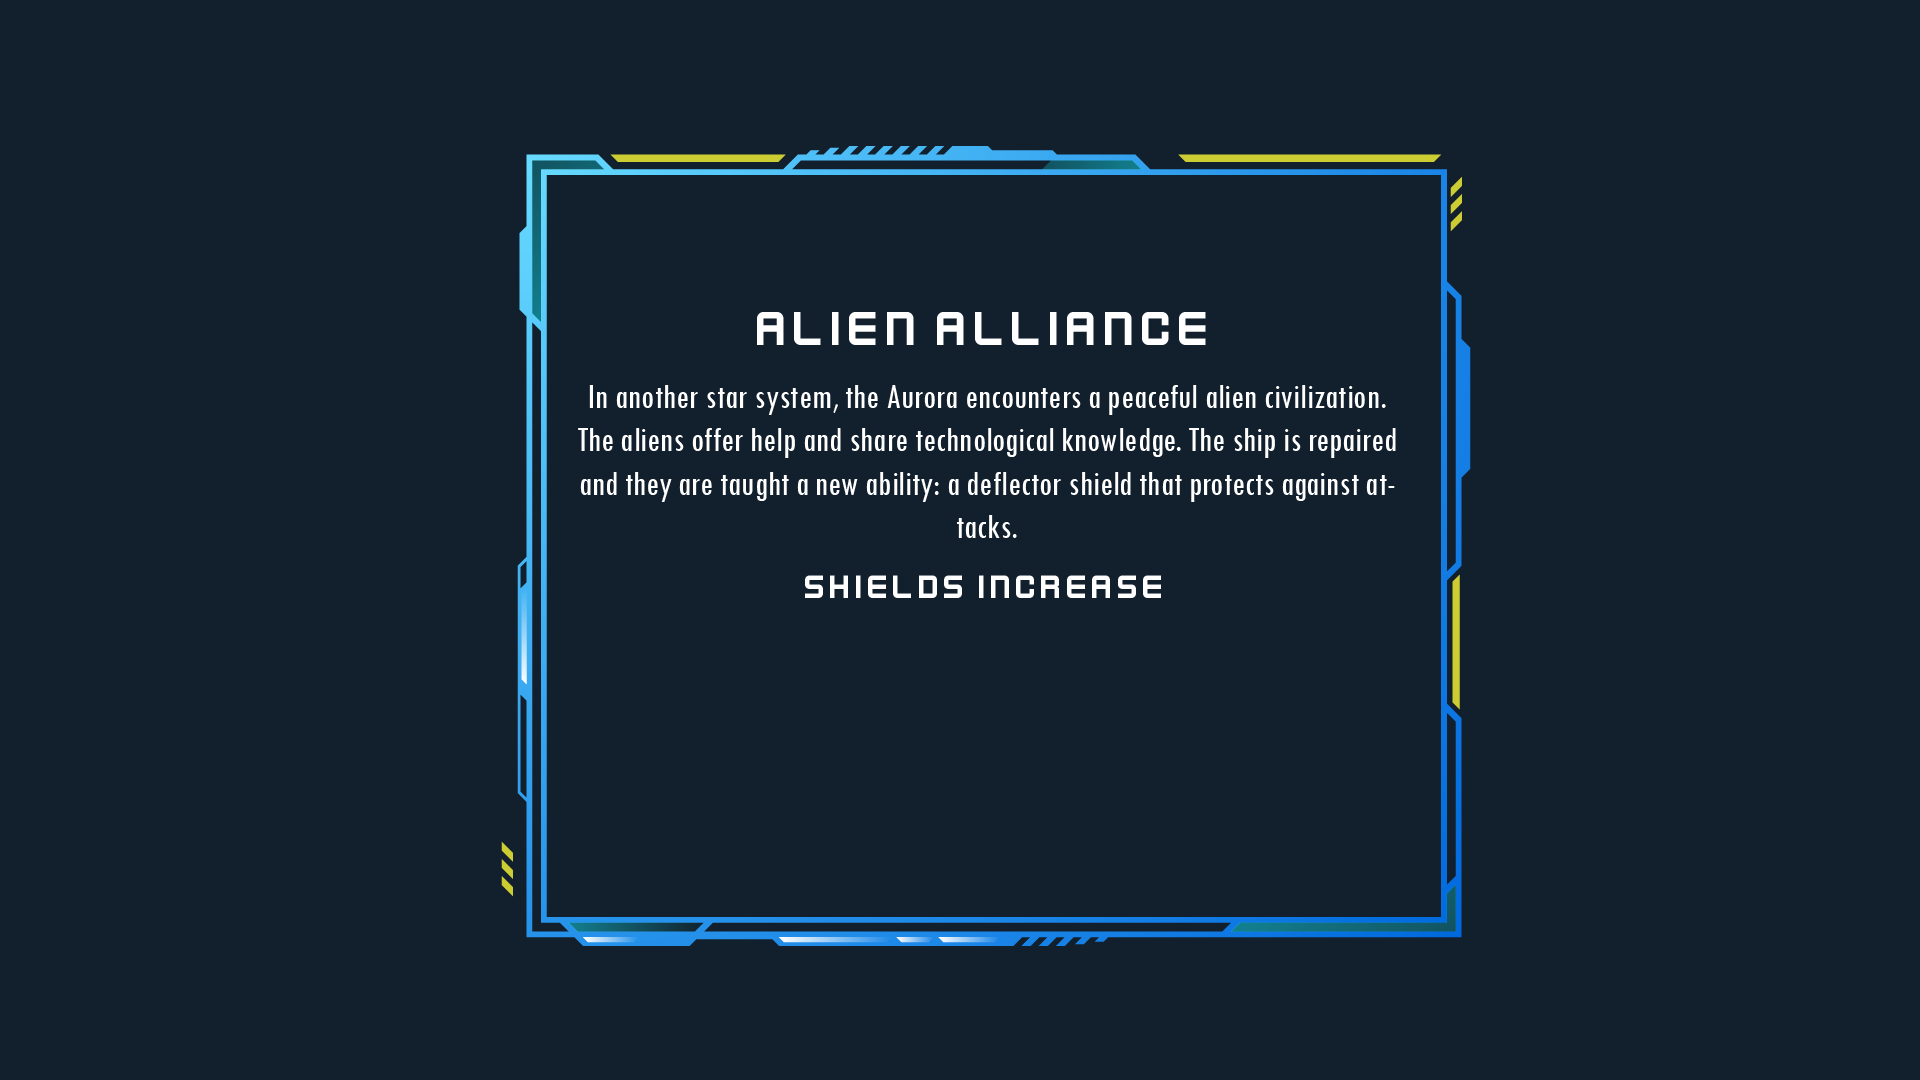 ALIEN ALLIANCE
In another star system, the Aurora encounters a peaceful alien civilization.
The aliens offer help and share technological knowledge. The ship is repaired
and they are taught a new ability: a deflector shield that protects against at-
tacks.
SHIELDS INCREASE